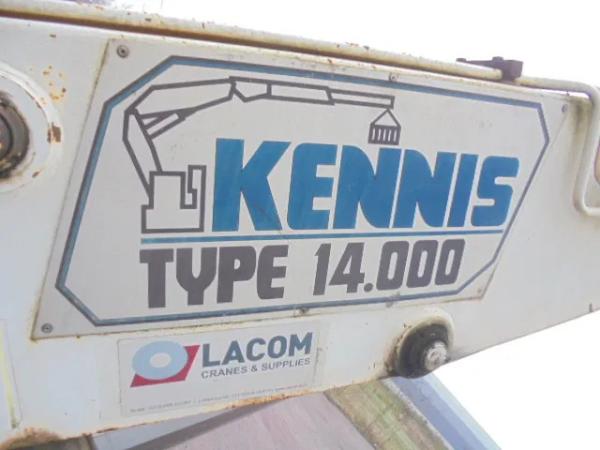 KENNIS
TYPE 14.000
LACOM
CRANES & SUPPLIES